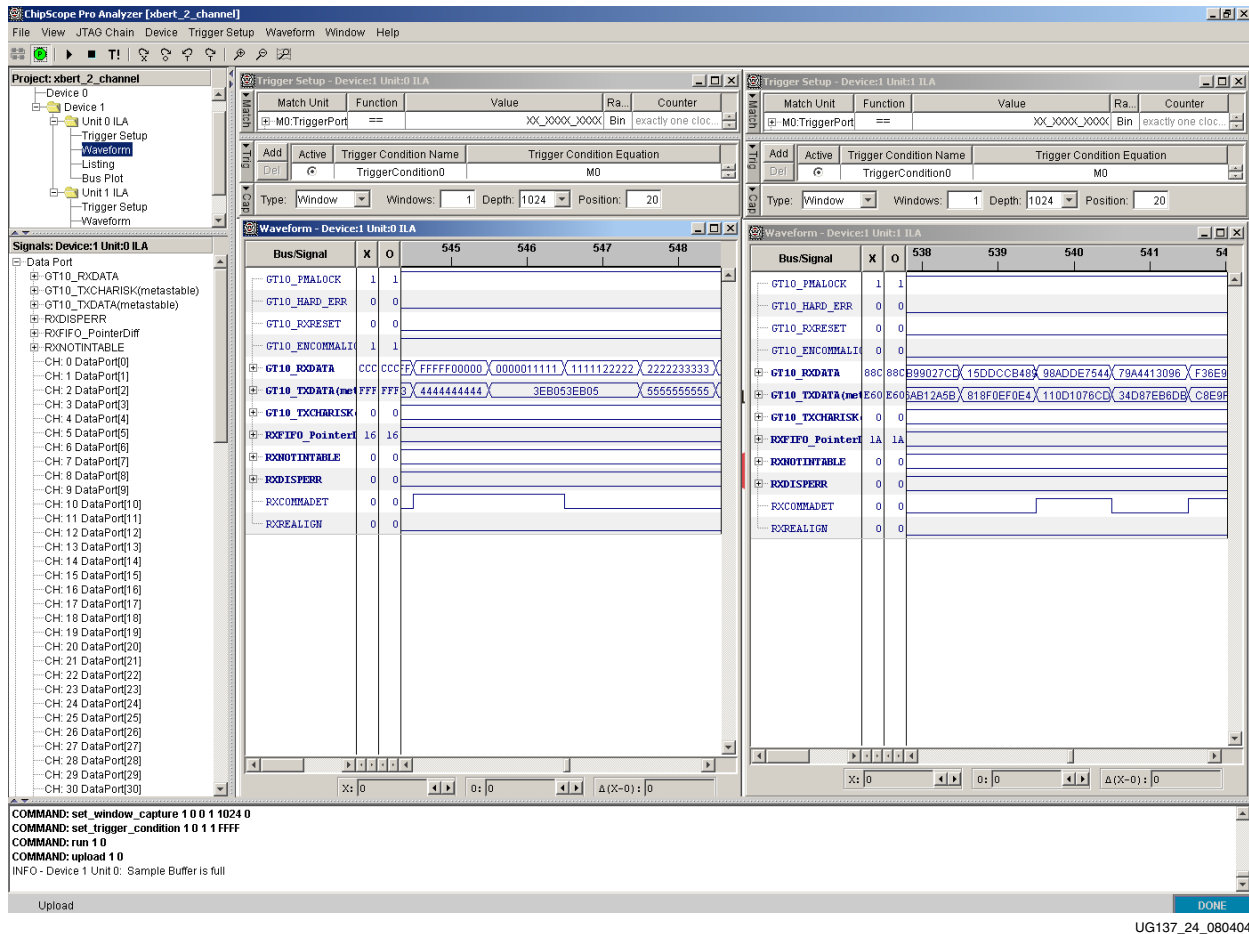 ChipScope Pro Analyzer [xbert_2_channel]
File View JTAG Chain Device Trigger Setup Waveform Window Help
T!
Project: xbert_2_channel
Device 0
Device 1
Unit 0 ILA
Trigger Setup
Waveform
Listing
Bus Plot
Unit 1 ILA
Trigger Setup
Waveform
Signals: Device:1 Unit:0 ILA
Data Port
GT10_RXDATA
GT10_TXCHARISK(metastable)
GT10_TXDATA(metastable)
RXDISPERR
RXFIFO_PointerDiff
RXNOTINTABLE
CH: 0 DataPort[0]
CH: 1 DataPort[1]
CH: 2 DataPort[2]
CH: 3 DataPort[3]
CH: 4 DataPort[4]
CH: 5 DataPort[5]
CH: 6 DataPort[6]
CH: 7 DataPort[7]
CH: 8 DataPort[8]
CH: 9 DataPort[9]
CH: 10 DataPort[10]
CH: 11 DataPort[11]
CH: 12 DataPort[12]
CH: 13 DataPort[13]
CH: 14 DataPort[14]
CH: 15 DataPort[15]
CH: 16 DataPort[16]
CH: 17 DataPort[17]
CH: 18 DataPort[18]
CH: 19 DataPort[19]
CH: 20 DataPort[20]
CH: 21 DataPort[21]
CH: 22 DataPort[22]
CH: 23 DataPort[23]
CH: 24 DataPort[24]
CH: 25 DataPort[25]
CH: 26 DataPort[26]
CH: 27 DataPort[27]
CH: 28 DataPort[28]
CH: 29 DataPort[29]
CH: 30 DataPort[30]
Trigger Setup - Device:1 Unit:0 ILA
Match
Match Unit Function Value Ra... Counter
M0:TriggerPort == XX_XXXX_XXXX Bin exactly one cloc...
Trig
Add Active Trigger Condition Name Trigger Condition Equation
Del TriggerCondition0 M0
Cap
Type: Window Windows: 1 Depth: 1024 Position: 20
Waveform - Device:1 Unit:0 ILA
Bus/Signal X O 545 546 547 548
GT10_PMALOCK 1 1
GT10_HARD_ERR 0 0
GT10_RXRESET 0 0
GT10_ENCOMMALI 1 1
GT10_RXDATA CCC CCC FF FFFFF00000 0000011111 1111122222 2222233333
GT10_TXDATA(met FFF FFF 3 4444444444 3EB053EB05 5555555555
GT10_TXCHARISK 0 0
RXFIFO_Pointer 16 16
RXNOTINTABLE 0 0
RXDISPERR 0 0
RXCOMMADET 0 0
RXREALIGN 0 0
X: 0 O: 0 Δ(X-O): 0
Trigger Setup - Device:1 Unit:1 ILA
Match
Match Unit Function Value Ra... Counter
M0:TriggerPort == XX_XXXX_XXXX Bin exactly one cloc...
Trig
Add Active Trigger Condition Name Trigger Condition Equation
Del TriggerCondition0 M0
Cap
Type: Window Windows: 1 Depth: 1024 Position: 20
Waveform - Device:1 Unit:1 ILA
Bus/Signal X O 538 539 540 541 54
GT10_PMALOCK 1 1
GT10_HARD_ERR 0 0
GT10_RXRESET 0 0
GT10_ENCOMMALI 0 0
GT10_RXDATA 88C 88C B99027CD 15DDCCB489 98ADDE7544 79A4413096 F36E9
GT10_TXDATA(met E60 E60 6AB12A5B 818F0EF0E4 110D1076CD 34D87EB6DB C8E9F
GT10_TXCHARISK 0 0
RXFIFO_Pointer 1A 1A
RXNOTINTABLE 0 0
RXDISPERR 0 0
RXCOMMADET 0 0
RXREALIGN 0 0
X: 0 O: 0 Δ(X-O): 0
COMMAND: set_window_capture 1 0 0 1 1024 0
COMMAND: set_trigger_condition 1 0 1 1 FFFF
COMMAND: run 1 0
COMMAND: upload 1 0
INFO - Device 1 Unit 0: Sample Buffer is full
Upload DONE
UG137_24_080404